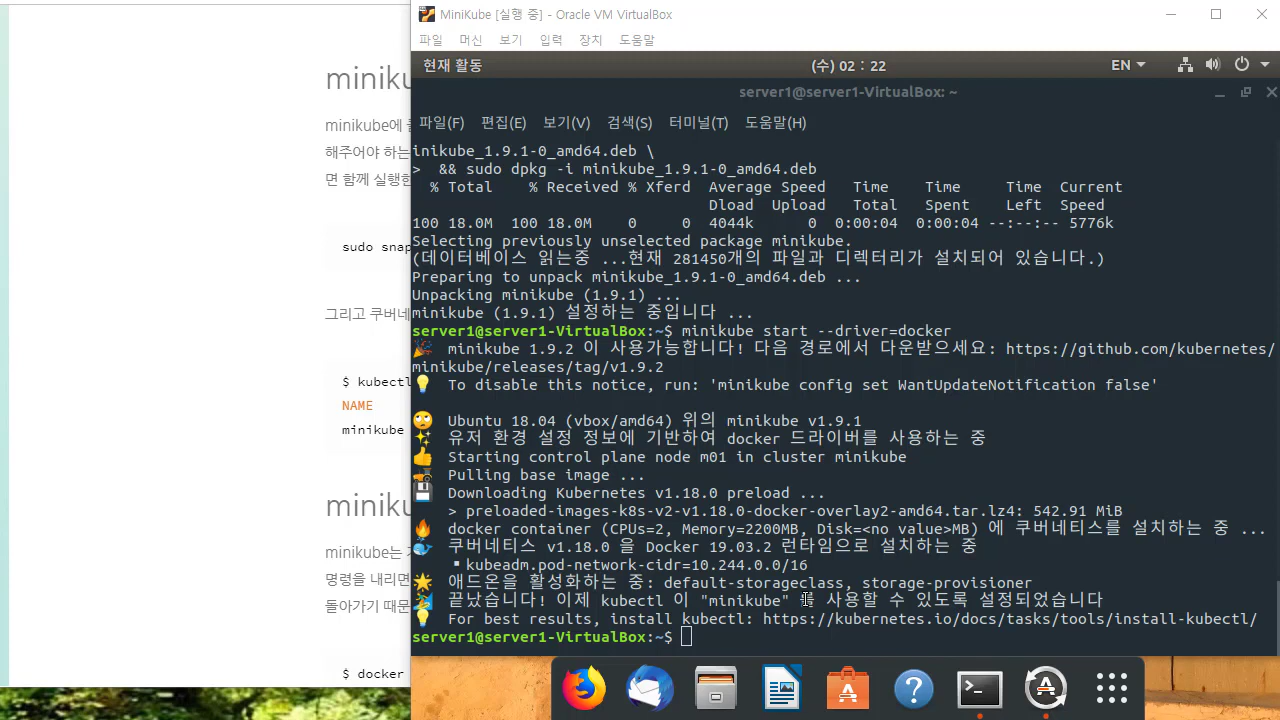 miniku
minikube에
해주어야 하는
면 함께 실행한
sudo snap
그리고 쿠버네
$ kubectl
NAME
minikube
miniku
minikube는
명령을 내리면
돌아가기 때문
$ docker
MiniKube [실행 중] - Oracle VM VirtualBox
파일 머신 보기 입력 장치 도움말
현재 활동 (수) 02 : 22 EN
server1@server1-VirtualBox: ~
파일(F) 편집(E) 보기(V) 검색(S) 터미널(T) 도움말(H)
inikube_1.9.1-0_amd64.deb \
> && sudo dpkg -i minikube_1.9.1-0_amd64.deb
% Total % Received % Xferd Average Speed Time Time Time Current
Dload Upload Total Spent Left Speed
100 18.0M 100 18.0M 0 0 4044k 0 0:00:04 0:00:04 --:--:-- 5776k
Selecting previously unselected package minikube.
(데이터베이스 읽는중 ...현재 281450개의 파일과 디렉터리가 설치되어 있습니다.)
Preparing to unpack minikube_1.9.1-0_amd64.deb ...
Unpacking minikube (1.9.1) ...
minikube (1.9.1) 설정하는 중입니다 ...
server1@server1-VirtualBox:~$ minikube start --driver=docker
🎉 minikube 1.9.2 이 사용가능합니다! 다음 경로에서 다운받으세요: https://github.com/kubernetes/
minikube/releases/tag/v1.9.2
💡 To disable this notice, run: 'minikube config set WantUpdateNotification false'
🙄 Ubuntu 18.04 (vbox/amd64) 위의 minikube v1.9.1
✨ 유저 환경 설정 정보에 기반하여 docker 드라이버를 사용하는 중
👍 Starting control plane node m01 in cluster minikube
🚜 Pulling base image ...
💾 Downloading Kubernetes v1.18.0 preload ...
> preloaded-images-k8s-v2-v1.18.0-docker-overlay2-amd64.tar.lz4: 542.91 MiB
🔥 docker container (CPUs=2, Memory=2200MB, Disk=<no value>MB) 에 쿠버네티스를 설치하는 중 ...
🐳 쿠버네티스 v1.18.0 을 Docker 19.03.2 런타임으로 설치하는 중
▪ kubeadm.pod-network-cidr=10.244.0.0/16
🌟 애드온을 활성화하는 중: default-storageclass, storage-provisioner
🏄 끝났습니다! 이제 kubectl 이 "minikube" 를 사용할 수 있도록 설정되었습니다
💡 For best results, install kubectl: https://kubernetes.io/docs/tasks/tools/install-kubectl/
server1@server1-VirtualBox:~$